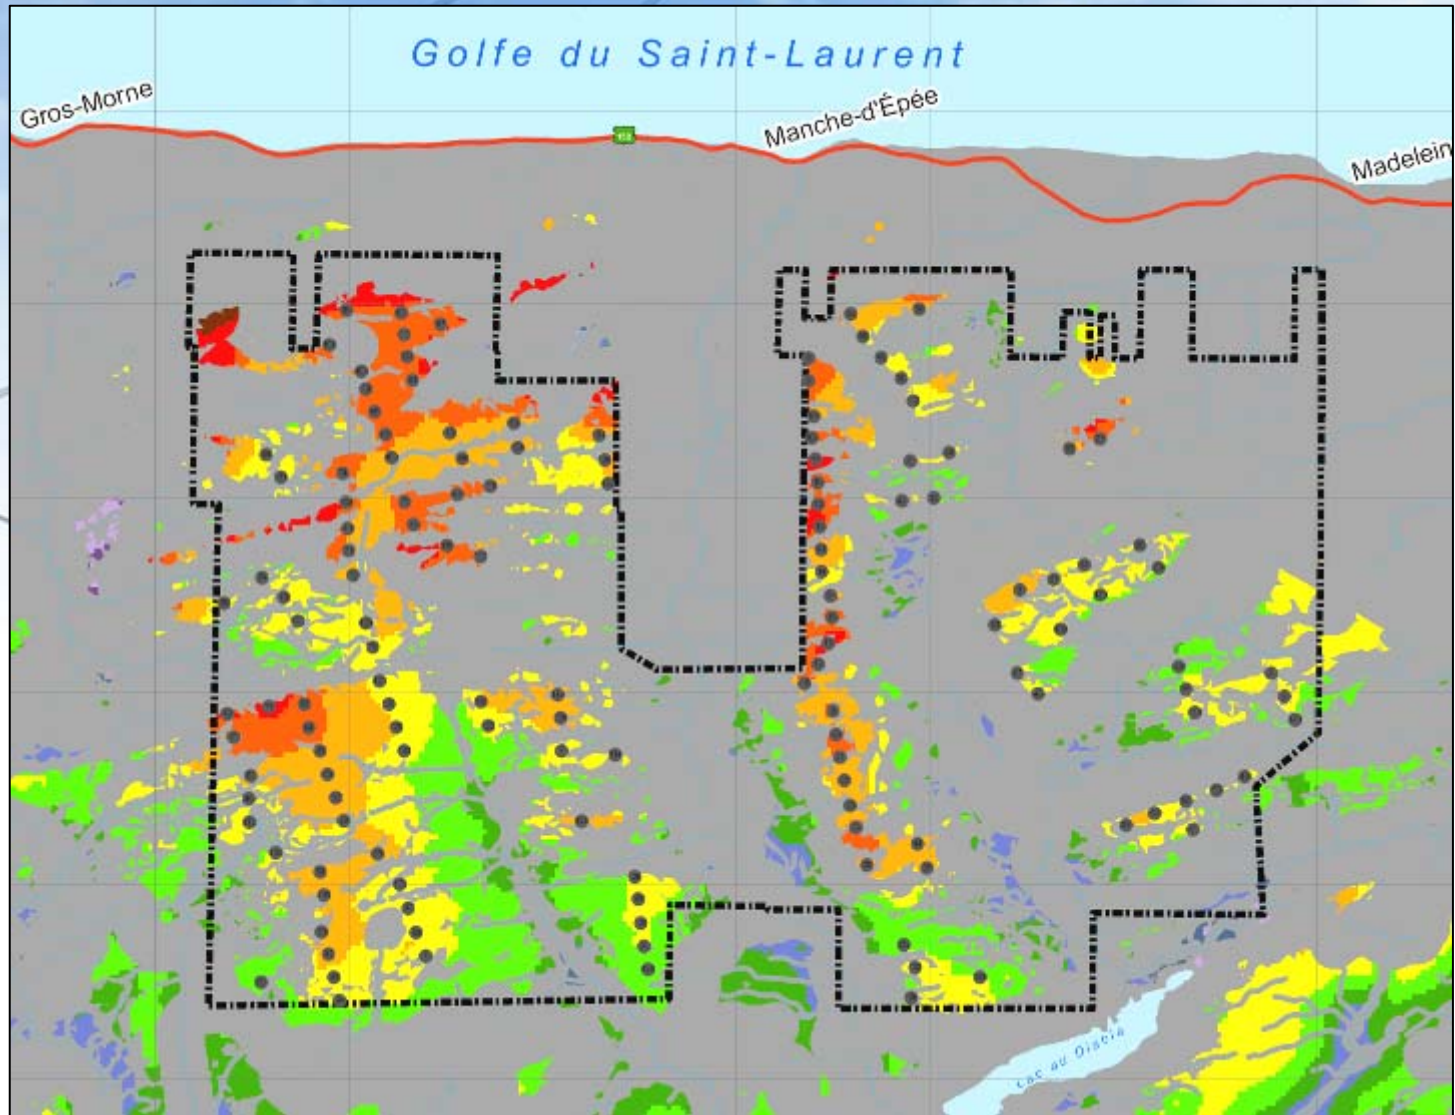 Golfe du Saint-Laurent
Gros-Morne
Manche-d'Épée
Madelein
Lac au Diable